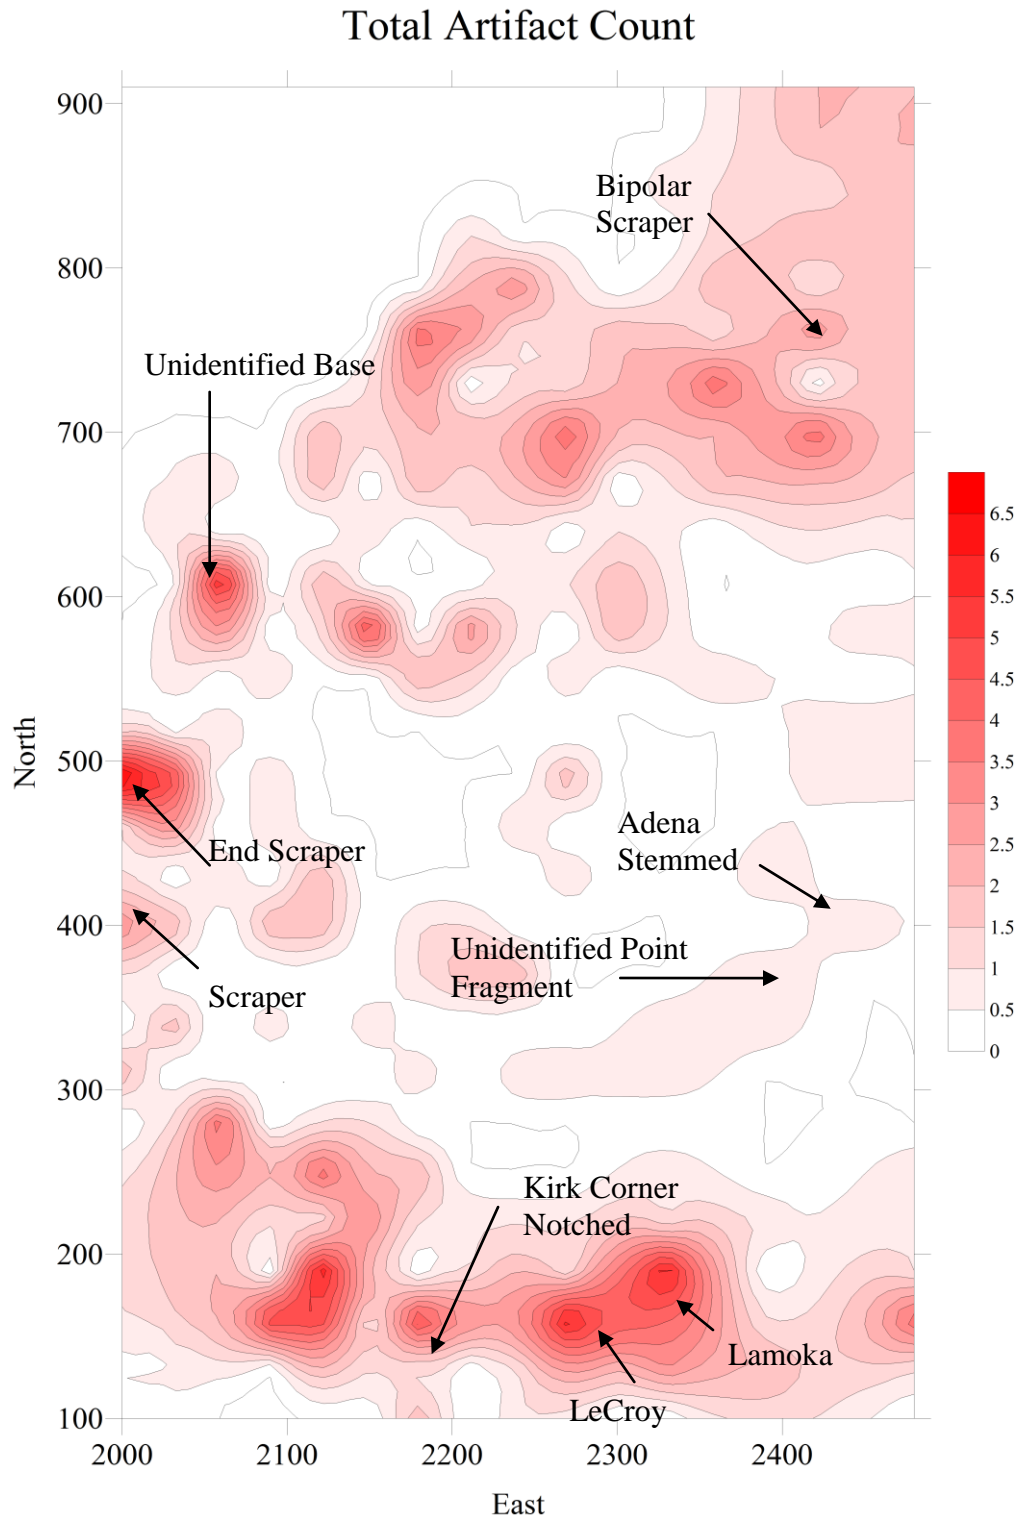 Total Artifact Count
900
Bipolar
Scraper
800
Unidentified Base
700
6.5
6
600
5.5
5
4.5
4
North
500
3.5
3
Adena
Stemmed
End Scraper
2.5
2
400
Unidentified Point
Fragment
1.5
1
Scraper
0.5
0
300
Kirk Corner
Notched
200
Lamoka
LeCroy
100
2000
2100
2200
2300
2400
East